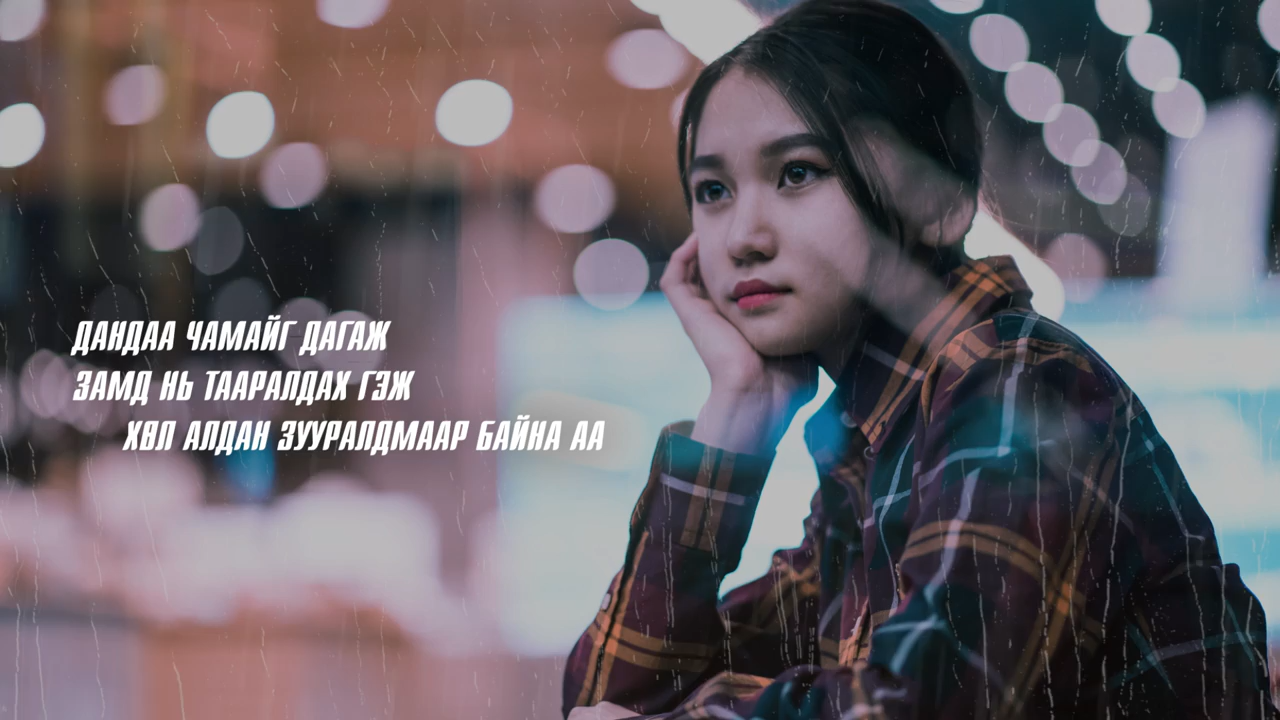 ДАНДАА ЧАМАЙГ ДАГАЖ
ЗАМД НЬ ТААРАЛДАХ ГЭЖ
ХӨЛ АЛДАН ЗУУРАЛДМААР БАЙНА АА